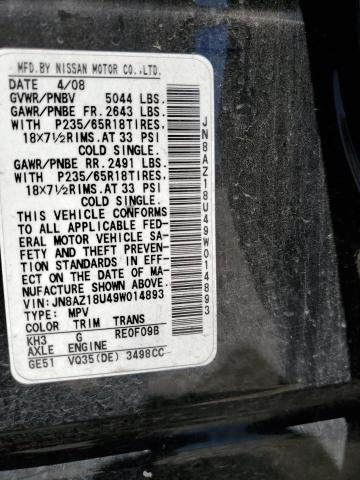 MFD.BY NISSAN MOTOR CO.,LTD.
DATE 4/08
GVWR/PNBV 5044 LBS.
GAWR/PNBE FR. 2643 LBS.
WITH P235/65R18TIRES,
18X7½RIMS.AT 33 PSI
COLD SINGLE.
GAWR/PNBE RR. 2491 LBS.
WITH P235/65R18TIRES,
18X7½RIMS.AT 33 PSI
COLD SINGLE.
THIS VEHICLE CONFORMS
TO ALL APPLICABLE FED-
ERAL MOTOR VEHICLE SA-
FETY AND THEFT PREVEN-
TION STANDARDS IN EFF-
ECT ON THE DATE OF MA-
NUFACTURE SHOWN ABOVE.
VIN: JN8AZ18U49W014893
TYPE: MPV
COLOR TRIM TRANS
KH3 G RE0F09B
AXLE ENGINE
GE51 VQ35(DE) 3498CC
JN8AZ18U49W014893